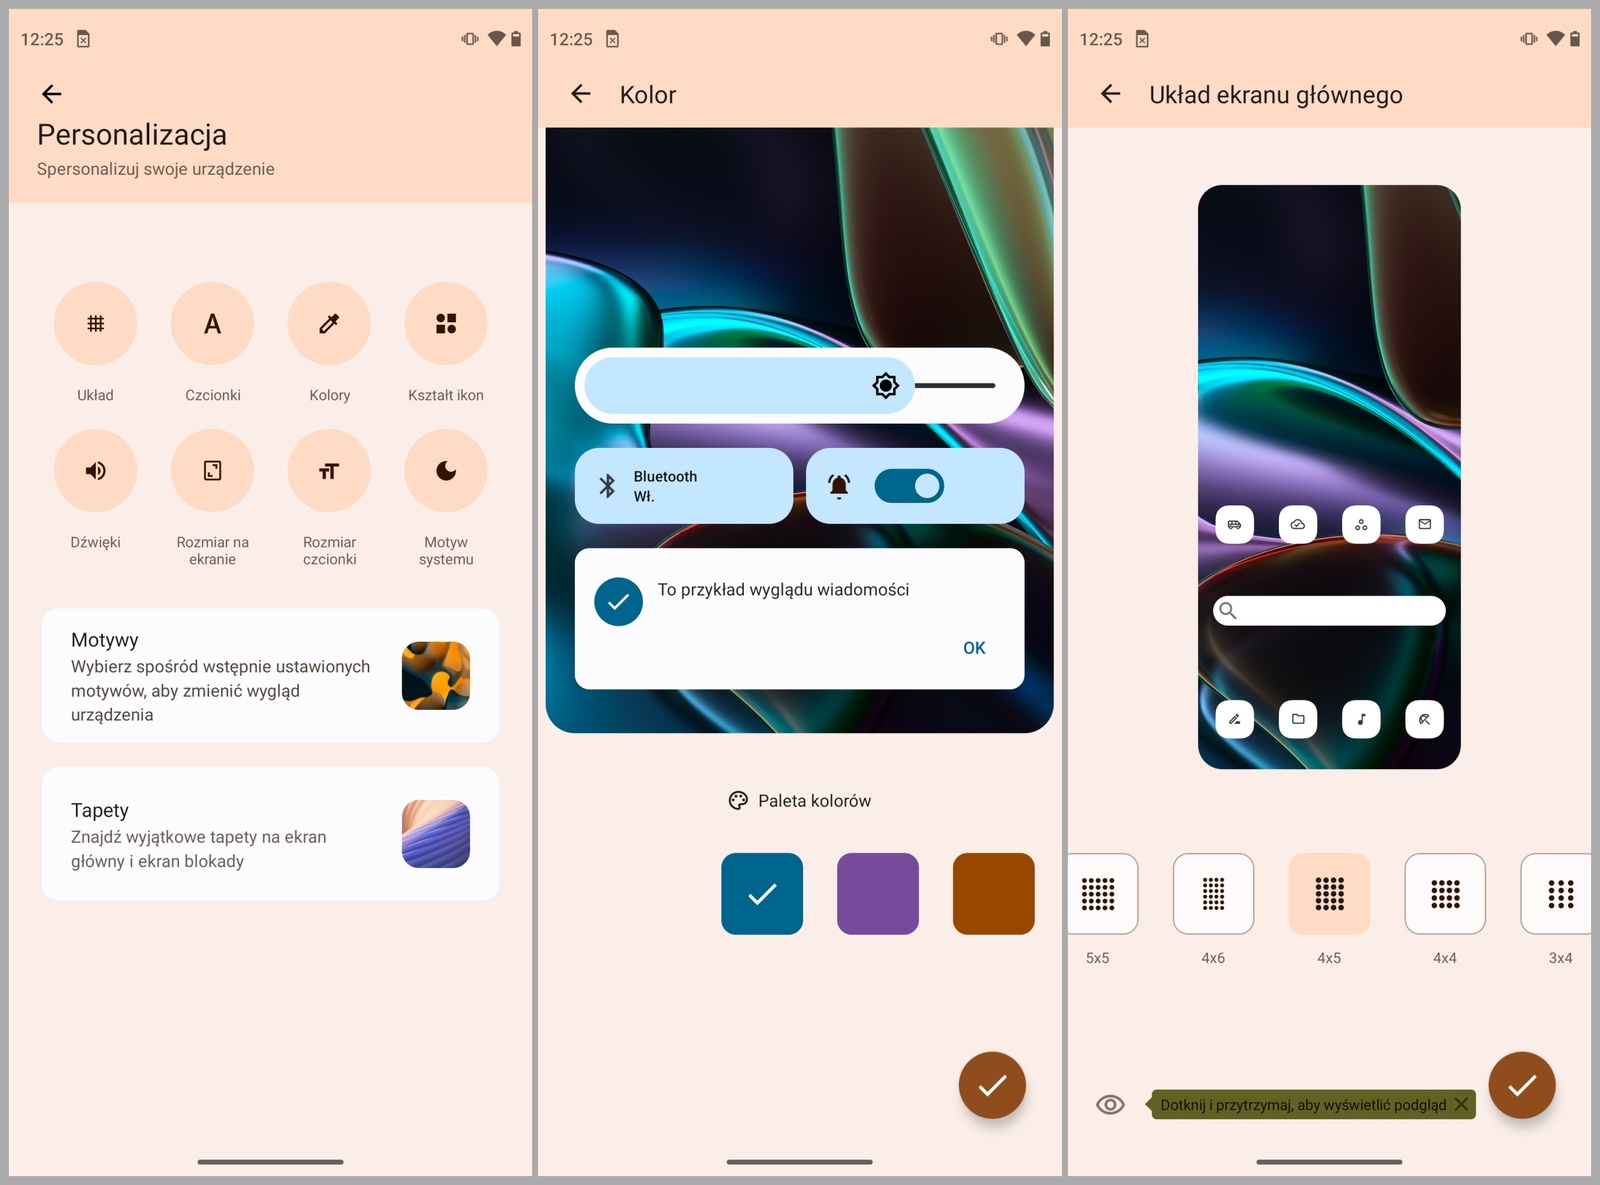 12:25
Personalizacja
Spersonalizuj swoje urządzenie
Układ
Czcionki
Kolory
Kształt ikon
Dźwięki
Rozmiar na
ekranie
Rozmiar
czcionki
Motyw
systemu
Motywy
Wybierz spośród wstępnie ustawionych
motywów, aby zmienić wygląd
urządzenia
Tapety
Znajdź wyjątkowe tapety na ekran
główny i ekran blokady
12:25
Kolor
Bluetooth
Wł.
To przykład wyglądu wiadomości
OK
Paleta kolorów
12:25
Układ ekranu głównego
5x5
4x6
4x5
4x4
3x4
Dotknij i przytrzymaj, aby wyświetlić podgląd